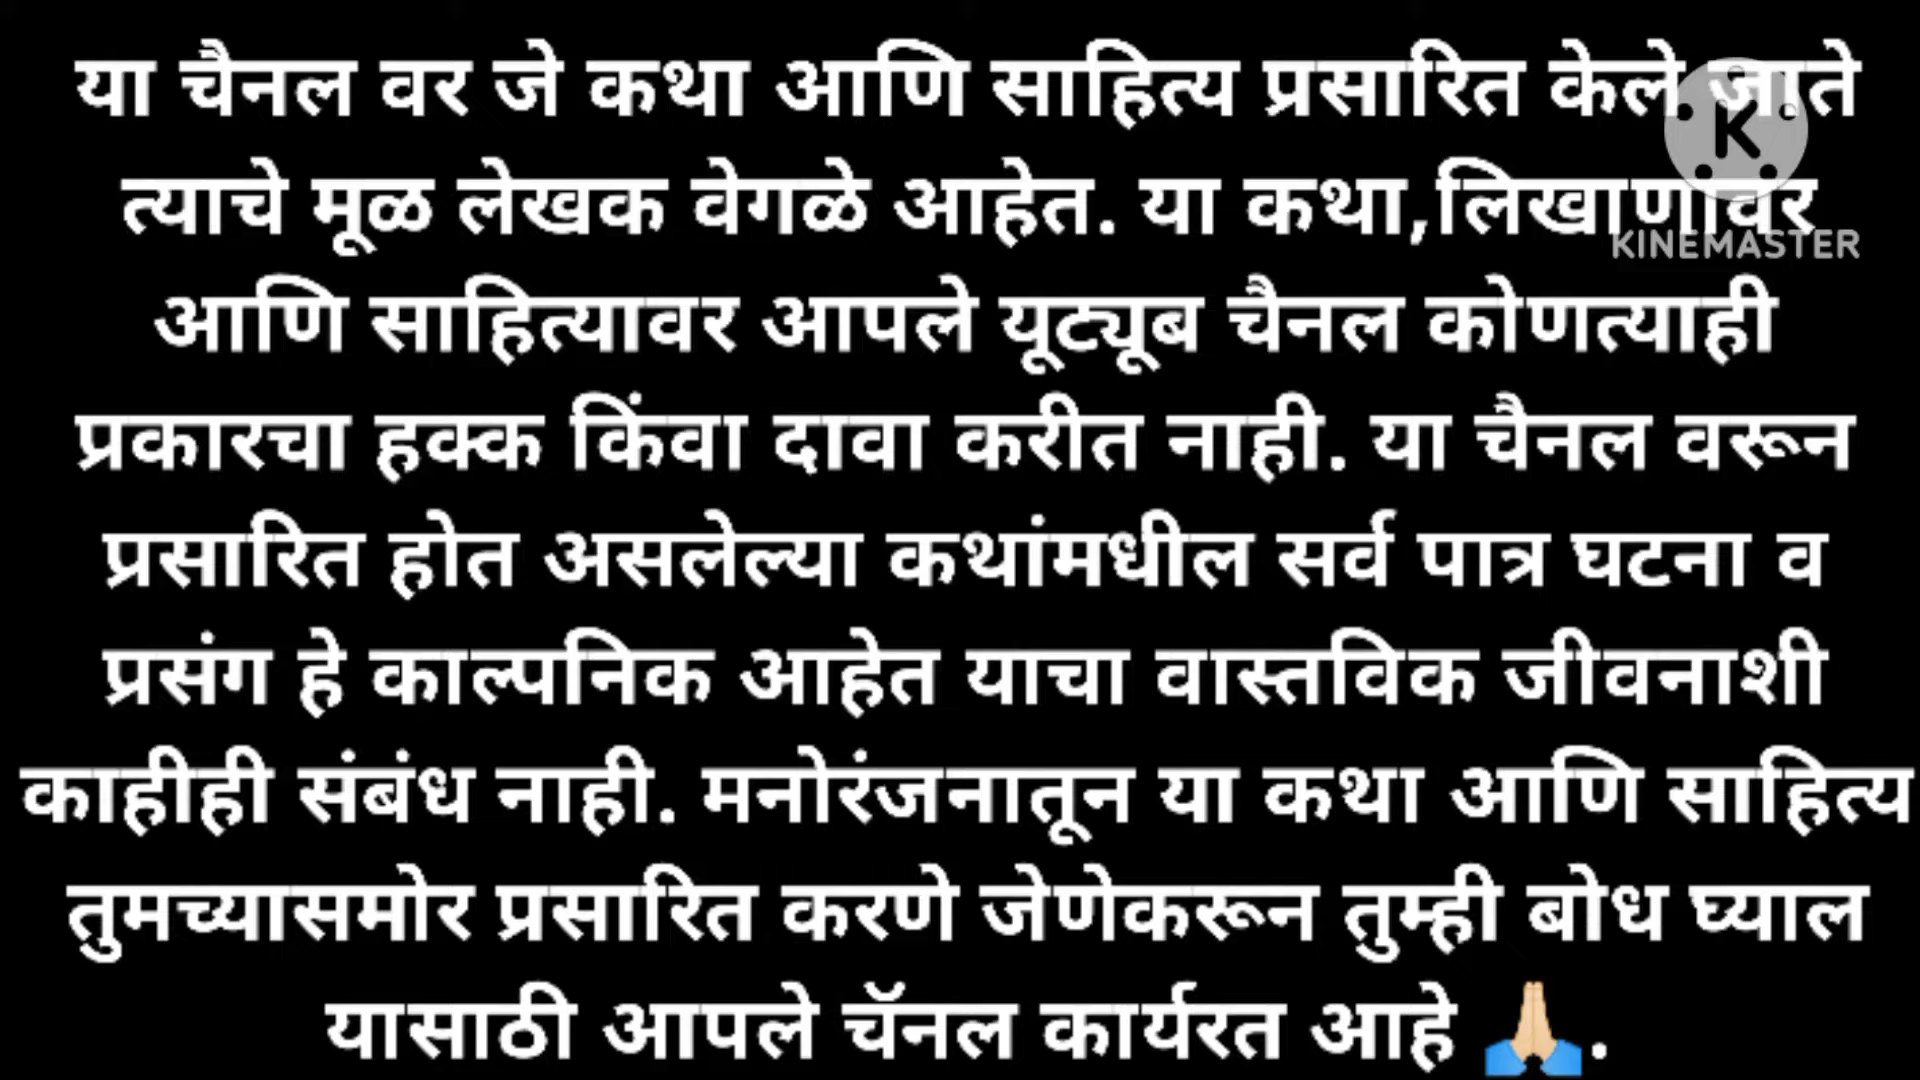 या चैनल वर जे कथा आणि साहित्य प्रसारित केले जाते
त्याचे मूळ लेखक वेगळे आहेत. या कथा,लिखाणावर
KINEMASTER
आणि साहित्यावर आपले यूट्यूब चैनल कोणत्याही
प्रकारचा हक्क किंवा दावा करीत नाही. या चैनल वरून
प्रसारित होत असलेल्या कथांमधील सर्व पात्र घटना व
प्रसंग हे काल्पनिक आहेत याचा वास्तविक जीवनाशी
काहीही संबंध नाही. मनोरंजनातून या कथा आणि साहित्य
तुमच्यासमोर प्रसारित करणे जेणेकरून तुम्ही बोध घ्याल
यासाठी आपले चॅनल कार्यरत आहे 🙏🏼.